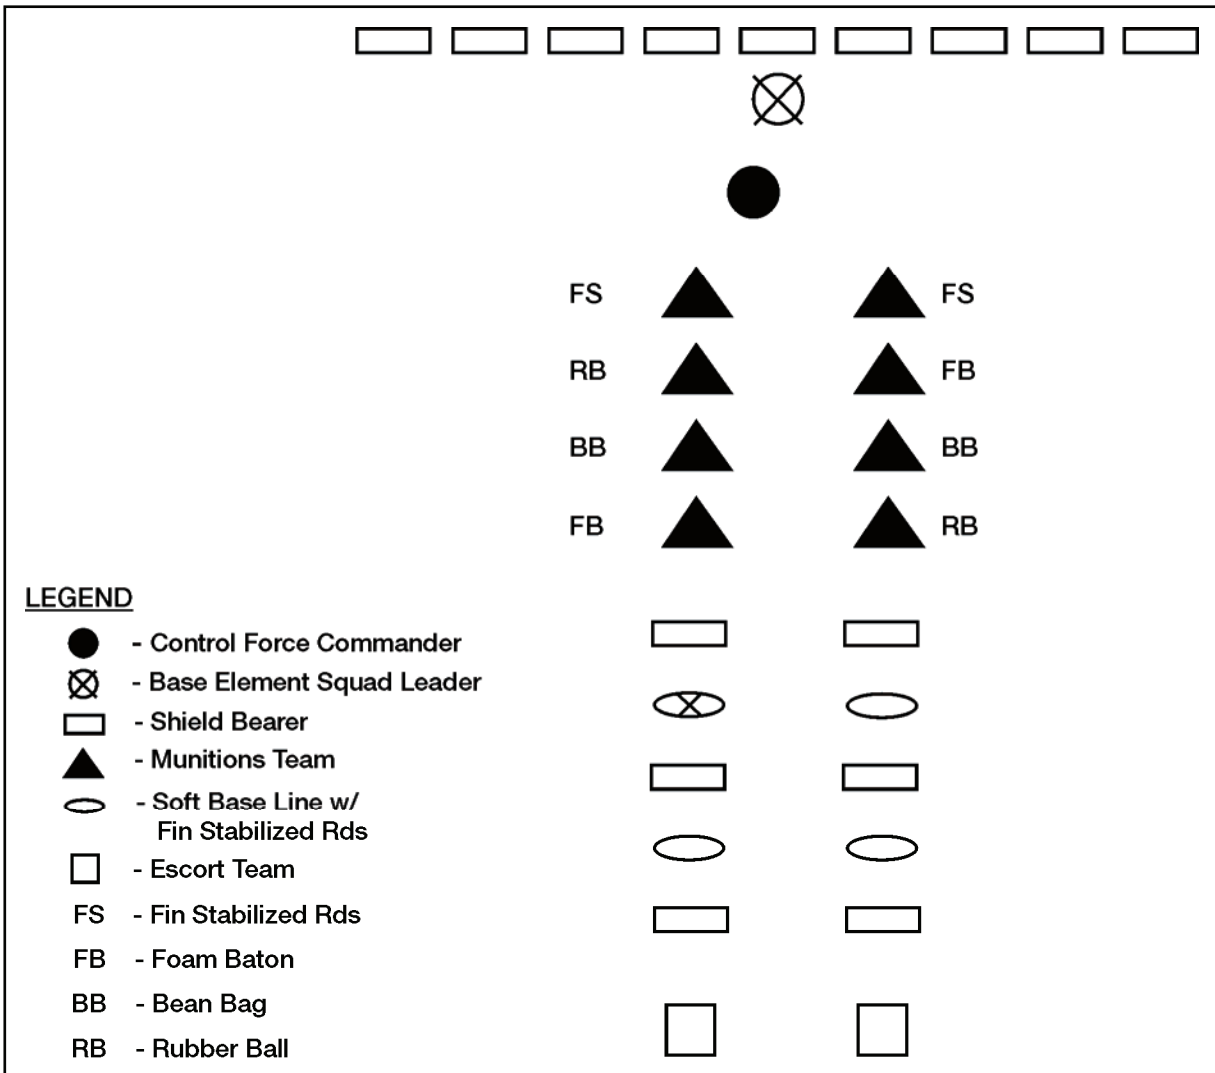 FS FS
RB FB
BB BB
FB RB
LEGEND
- Control Force Commander
- Base Element Squad Leader
- Shield Bearer
- Munitions Team
- Soft Base Line w/
Fin Stabilized Rds
- Escort Team
FS - Fin Stabilized Rds
FB - Foam Baton
BB - Bean Bag
RB - Rubber Ball